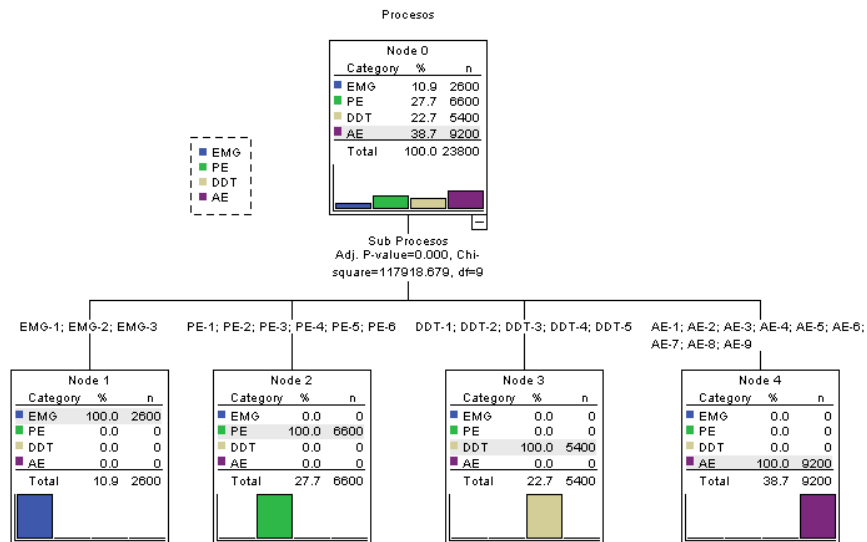 Procesos
Node 0
Category % n
EMG 10.9 2600
PE 27.7 6600
DDT 22.7 5400
AE 38.7 9200
Total 100.0 23800
EMG
PE
DDT
AE
Sub Procesos
Adj. P-value=0.000, Chi-
square=117918.679, df=9
EMG-1; EMG-2; EMG-3
PE-1; PE-2; PE-3; PE-4; PE-5; PE-6
DDT-1; DDT-2; DDT-3; DDT-4; DDT-5
AE-1; AE-2; AE-3; AE-4; AE-5; AE-6;
AE-7; AE-8; AE-9
Node 1
Category % n
EMG 100.0 2600
PE 0.0 0
DDT 0.0 0
AE 0.0 0
Total 10.9 2600
Node 2
Category % n
EMG 0.0 0
PE 100.0 6600
DDT 0.0 0
AE 0.0 0
Total 27.7 6600
Node 3
Category % n
EMG 0.0 0
PE 0.0 0
DDT 100.0 5400
AE 0.0 0
Total 22.7 5400
Node 4
Category % n
EMG 0.0 0
PE 0.0 0
DDT 0.0 0
AE 100.0 9200
Total 38.7 9200